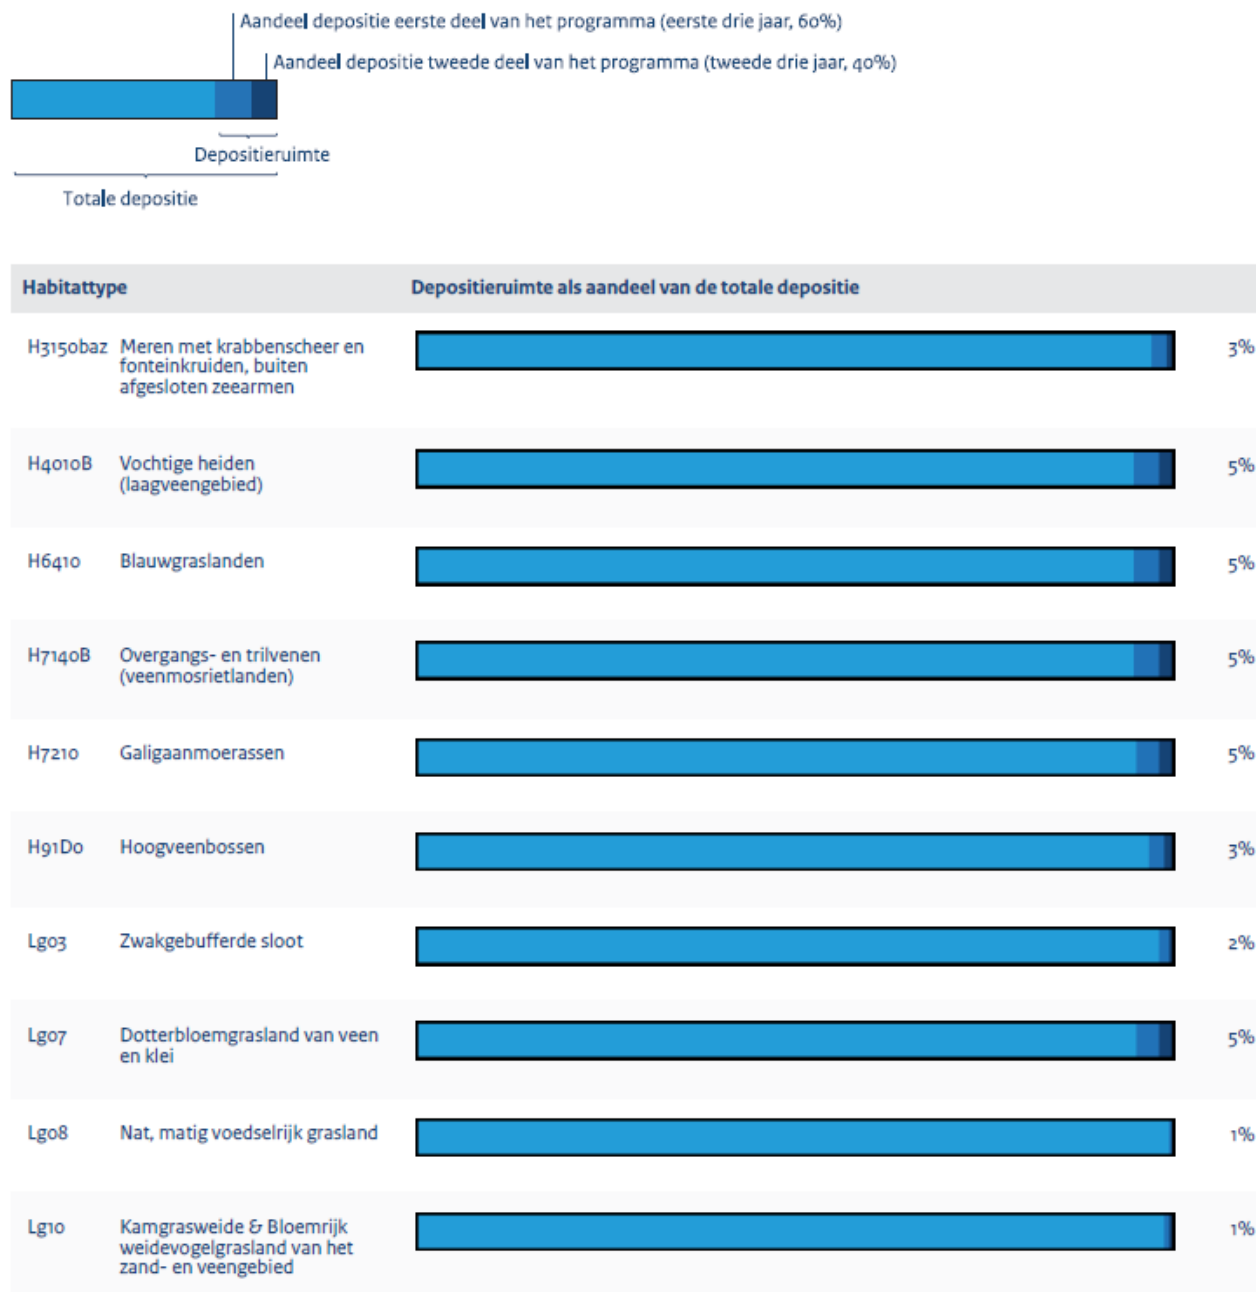 Aandeel depositie eerste deel van het programma (eerste drie jaar, 60%)
Aandeel depositie tweede deel van het programma (tweede drie jaar, 40%)
Depositieruimte
Totale depositie
Habitattype Depositieruimte als aandeel van de totale depositie
H3150baz Meren met krabbenscheer en 3%
fonteinkruiden, buiten
afgesloten zeearmen
H4010B Vochtige heiden 5%
(laagveengebied)
H6410 Blauwgraslanden 5%
H7140B Overgangs- en trilvenen 5%
(veenmosrietlanden)
H7210 Galigaanmoerassen 5%
H91D0 Hoogveenbossen 3%
Lg03 Zwakgebufferde sloot 2%
Lg07 Dotterbloemgrasland van veen 5%
en klei
Lg08 Nat, matig voedselrijk grasland 1%
Lg10 Kamgrasweide & Bloemrijk 1%
weidevogelgrasland van het
zand- en veengebied